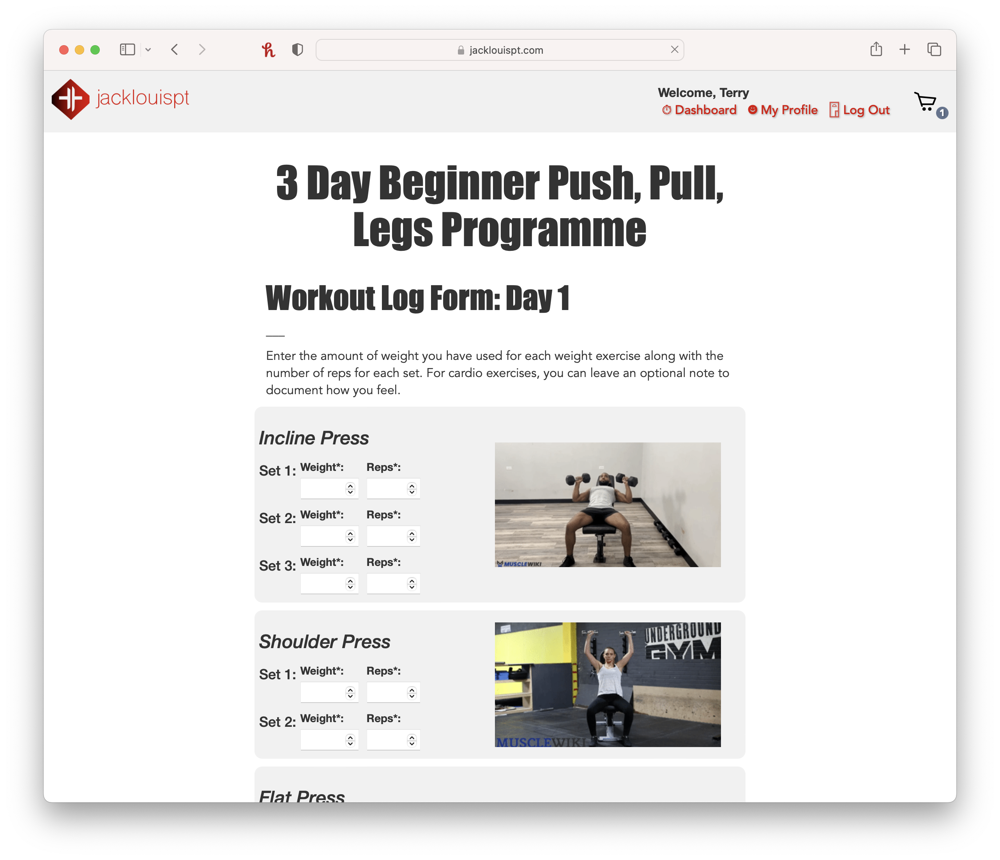 jacklouispt.com
jacklouispt
Welcome, Terry
Dashboard My Profile Log Out
1
3 Day Beginner Push, Pull,
Legs Programme
Workout Log Form: Day 1
Enter the amount of weight you have used for each weight exercise along with the
number of reps for each set. For cardio exercises, you can leave an optional note to
document how you feel.
Incline Press
Set 1: Weight*: Reps*:
Set 2: Weight*: Reps*:
Set 3: Weight*: Reps*:
MUSCLEWIKI
Shoulder Press
Set 1: Weight*: Reps*:
Set 2: Weight*: Reps*:
UNDERGROUND
GYM
MUSCLEWIKI
Flat Press